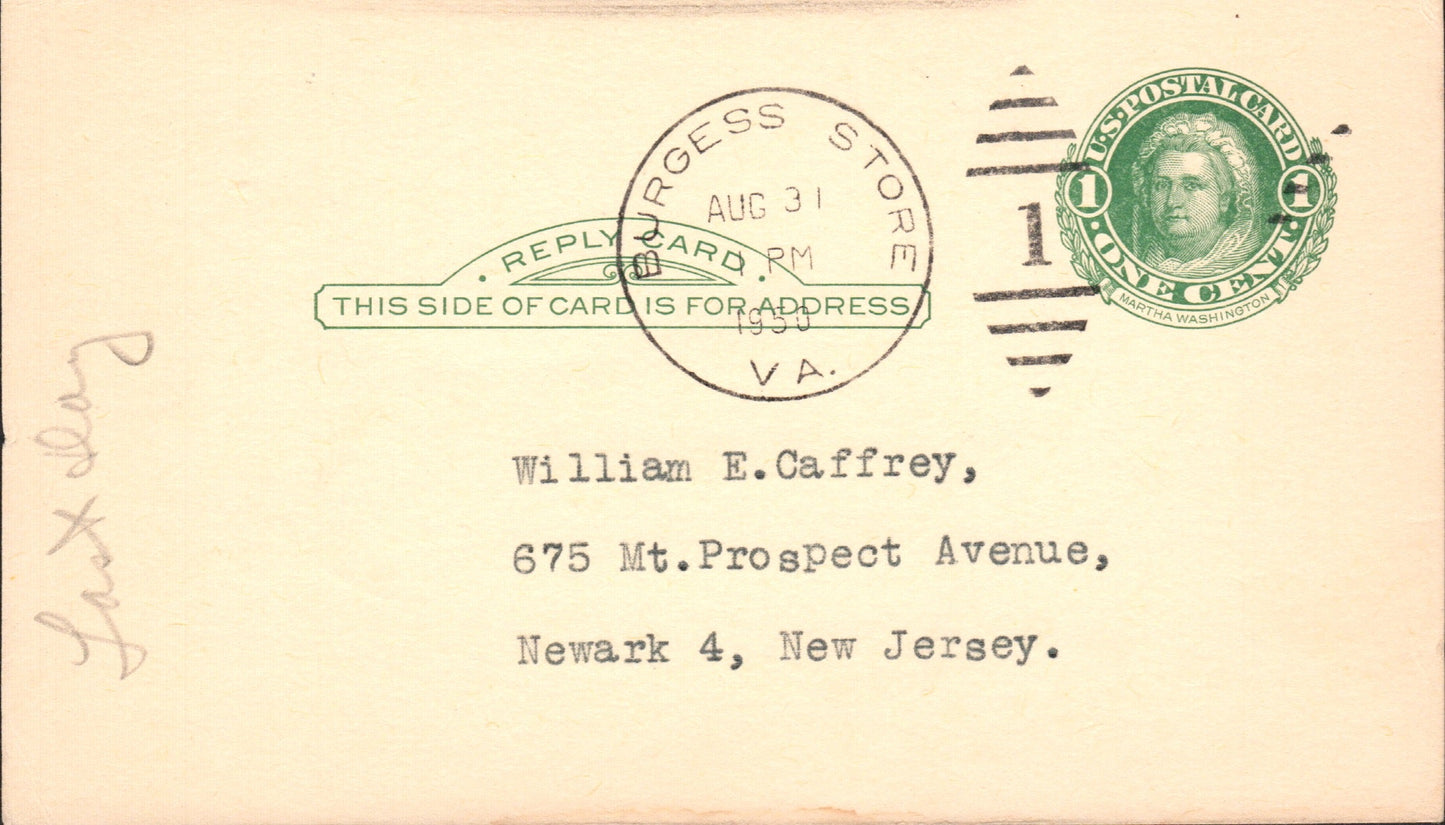 U.S. POSTAL CARD
1 1
· ONE CENT. ·
MARTHA WASHINGTON
BURGESS STORE
AUG 31
1 PM
1950
VA.
1
· REPLY CARD ·
THIS SIDE OF CARD IS FOR ADDRESS
William E.Caffrey,
675 Mt.Prospect Avenue,
Newark 4, New Jersey.
Last Day